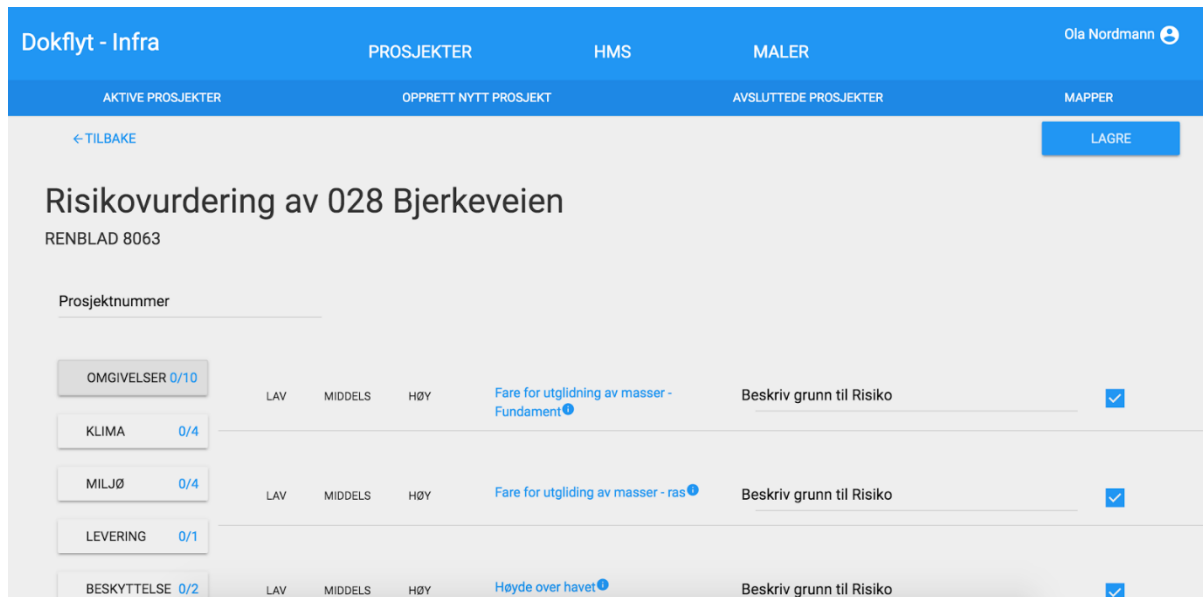 Dokflyt - Infra
PROSJEKTER HMS MALER
Ola Nordmann
AKTIVE PROSJEKTER OPPRETT NYTT PROSJEKT AVSLUTTEDE PROSJEKTER MAPPER
←TILBAKE
LAGRE
Risikovurdering av 028 Bjerkeveien
RENBLAD 8063
Prosjektnummer
OMGIVELSER 0/10
LAV MIDDELS HØY
Fare for utglidning av masser -
Fundament
Beskriv grunn til Risiko
KLIMA 0/4
MILJØ 0/4
LAV MIDDELS HØY
Fare for utgliding av masser - ras
Beskriv grunn til Risiko
LEVERING 0/1
BESKYTTELSE 0/2
LAV MIDDELS HØY
Høyde over havet
Beskriv grunn til Risiko